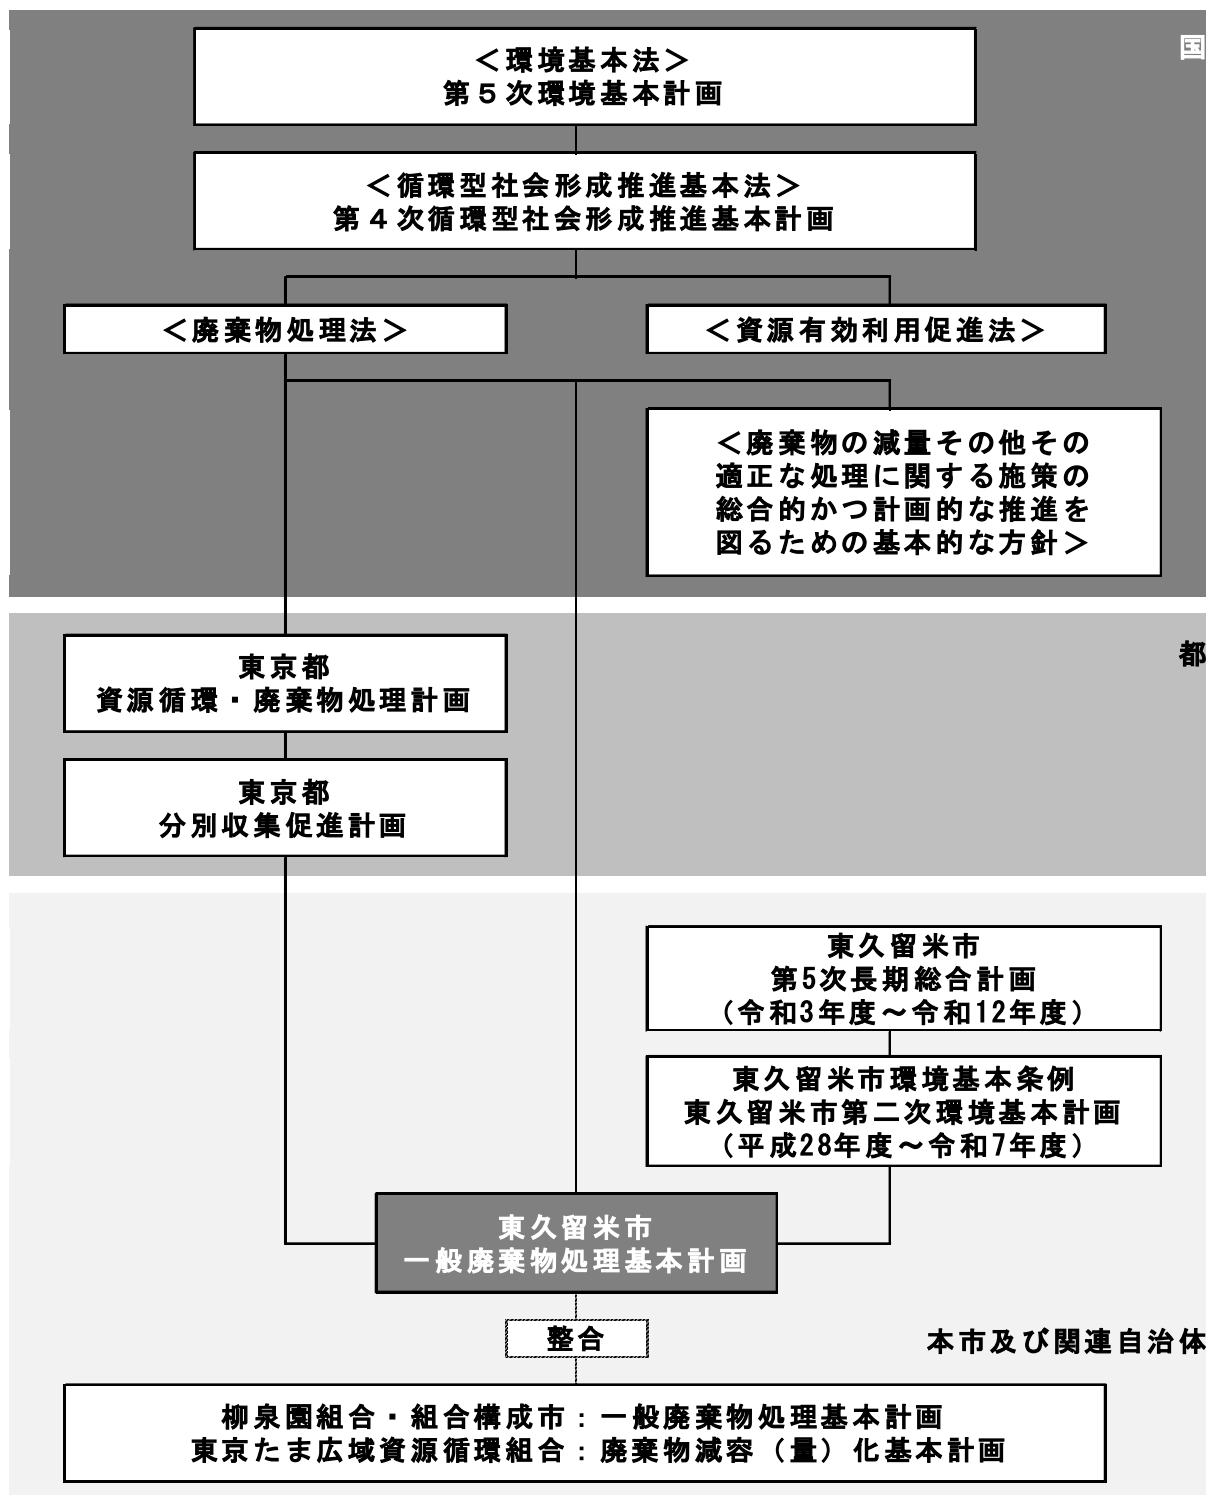 国
＜環境基本法＞
第５次環境基本計画
＜循環型社会形成推進基本法＞
第４次循環型社会形成推進基本計画
＜廃棄物処理法＞
＜資源有効利用促進法＞
＜廃棄物の減量その他その
適正な処理に関する施策の
総合的かつ計画的な推進を
図るための基本的な方針＞
都
東京都
資源循環・廃棄物処理計画
東京都
分別収集促進計画
東久留米市
第5次長期総合計画
（令和3年度～令和12年度）
東久留米市環境基本条例
東久留米市第二次環境基本計画
（平成28年度～令和7年度）
東久留米市
一般廃棄物処理基本計画
整合
本市及び関連自治体
柳泉園組合・組合構成市：一般廃棄物処理基本計画
東京たま広域資源循環組合：廃棄物減容（量）化基本計画